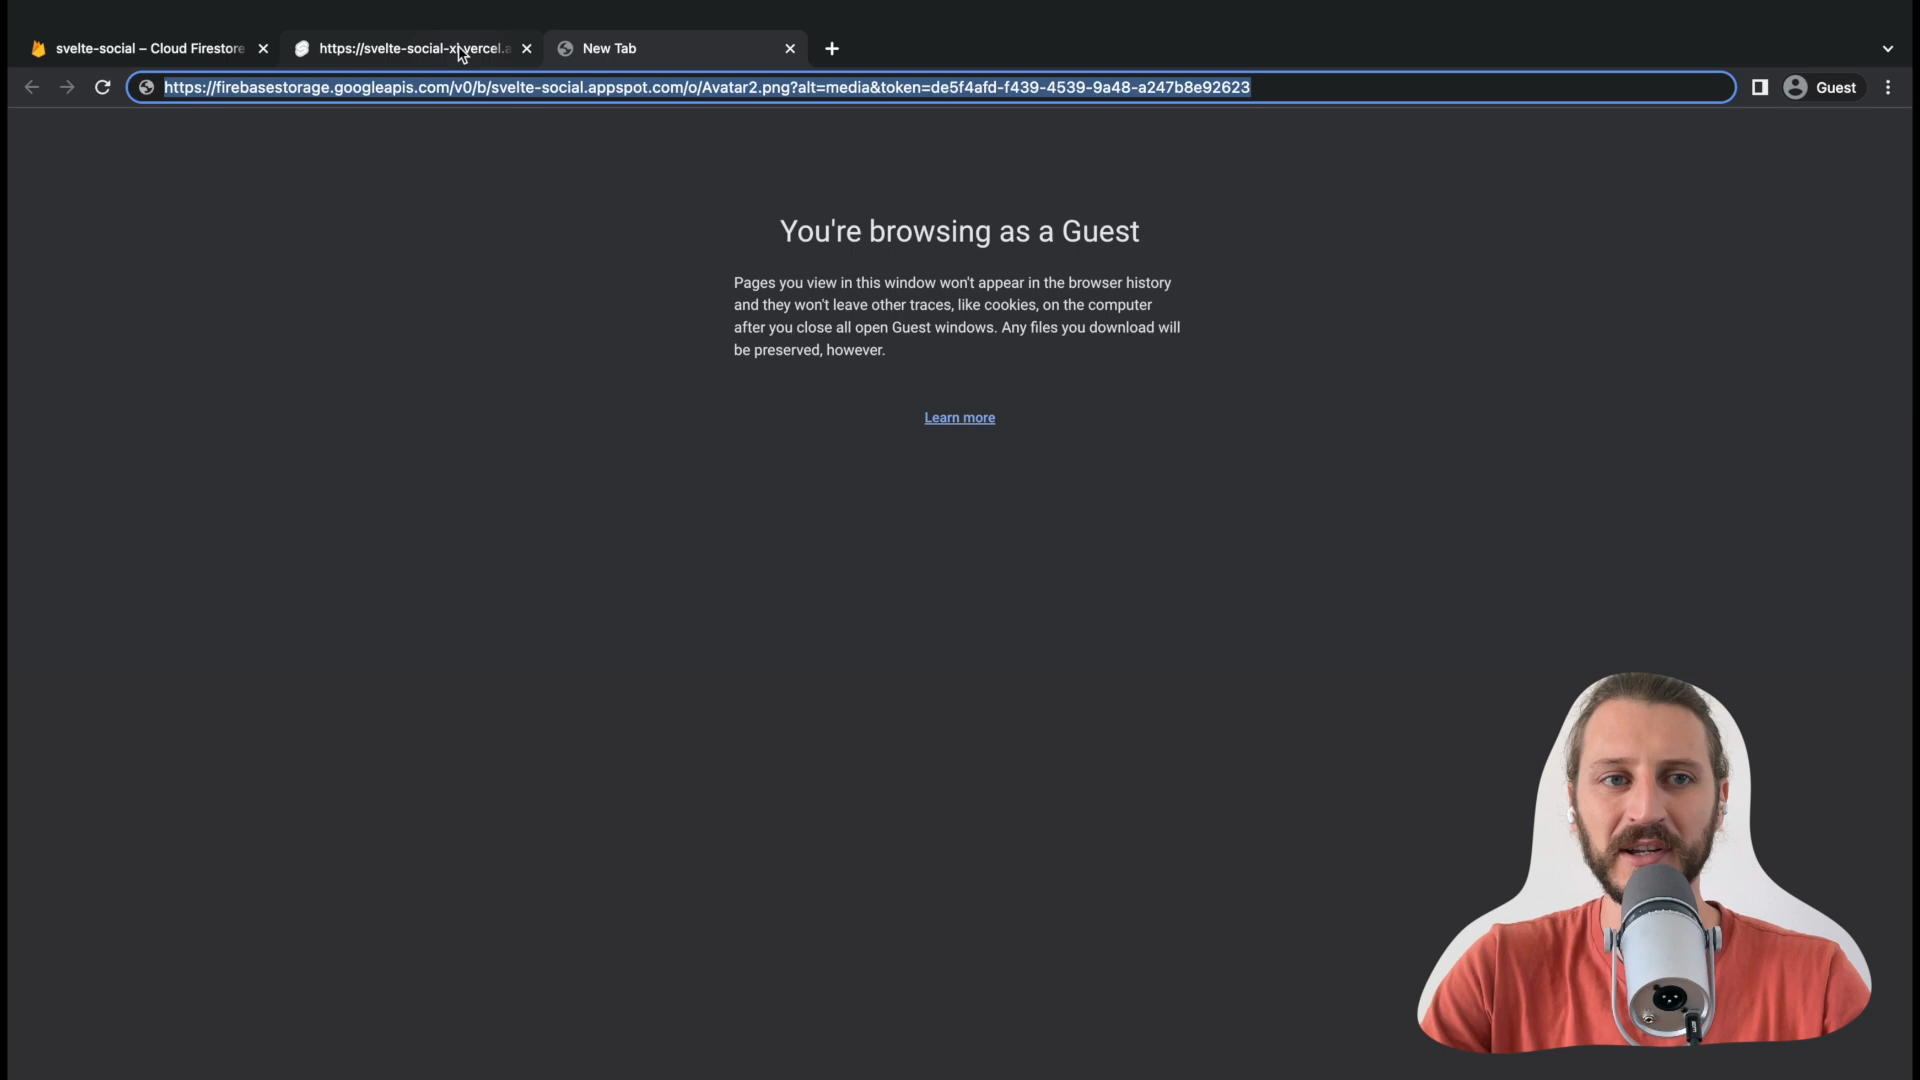 svelte-social – Cloud Firestore
https://svelte-social-xi.vercel.a
New Tab
https://firebasestorage.googleapis.com/v0/b/svelte-social.appspot.com/o/Avatar2.png?alt=media&token=de5f4afd-f439-4539-9a48-a247b8e92623
Guest
You're browsing as a Guest
Pages you view in this window won't appear in the browser history
and they won't leave other traces, like cookies, on the computer
after you close all open Guest windows. Any files you download will
be preserved, however.
Learn more